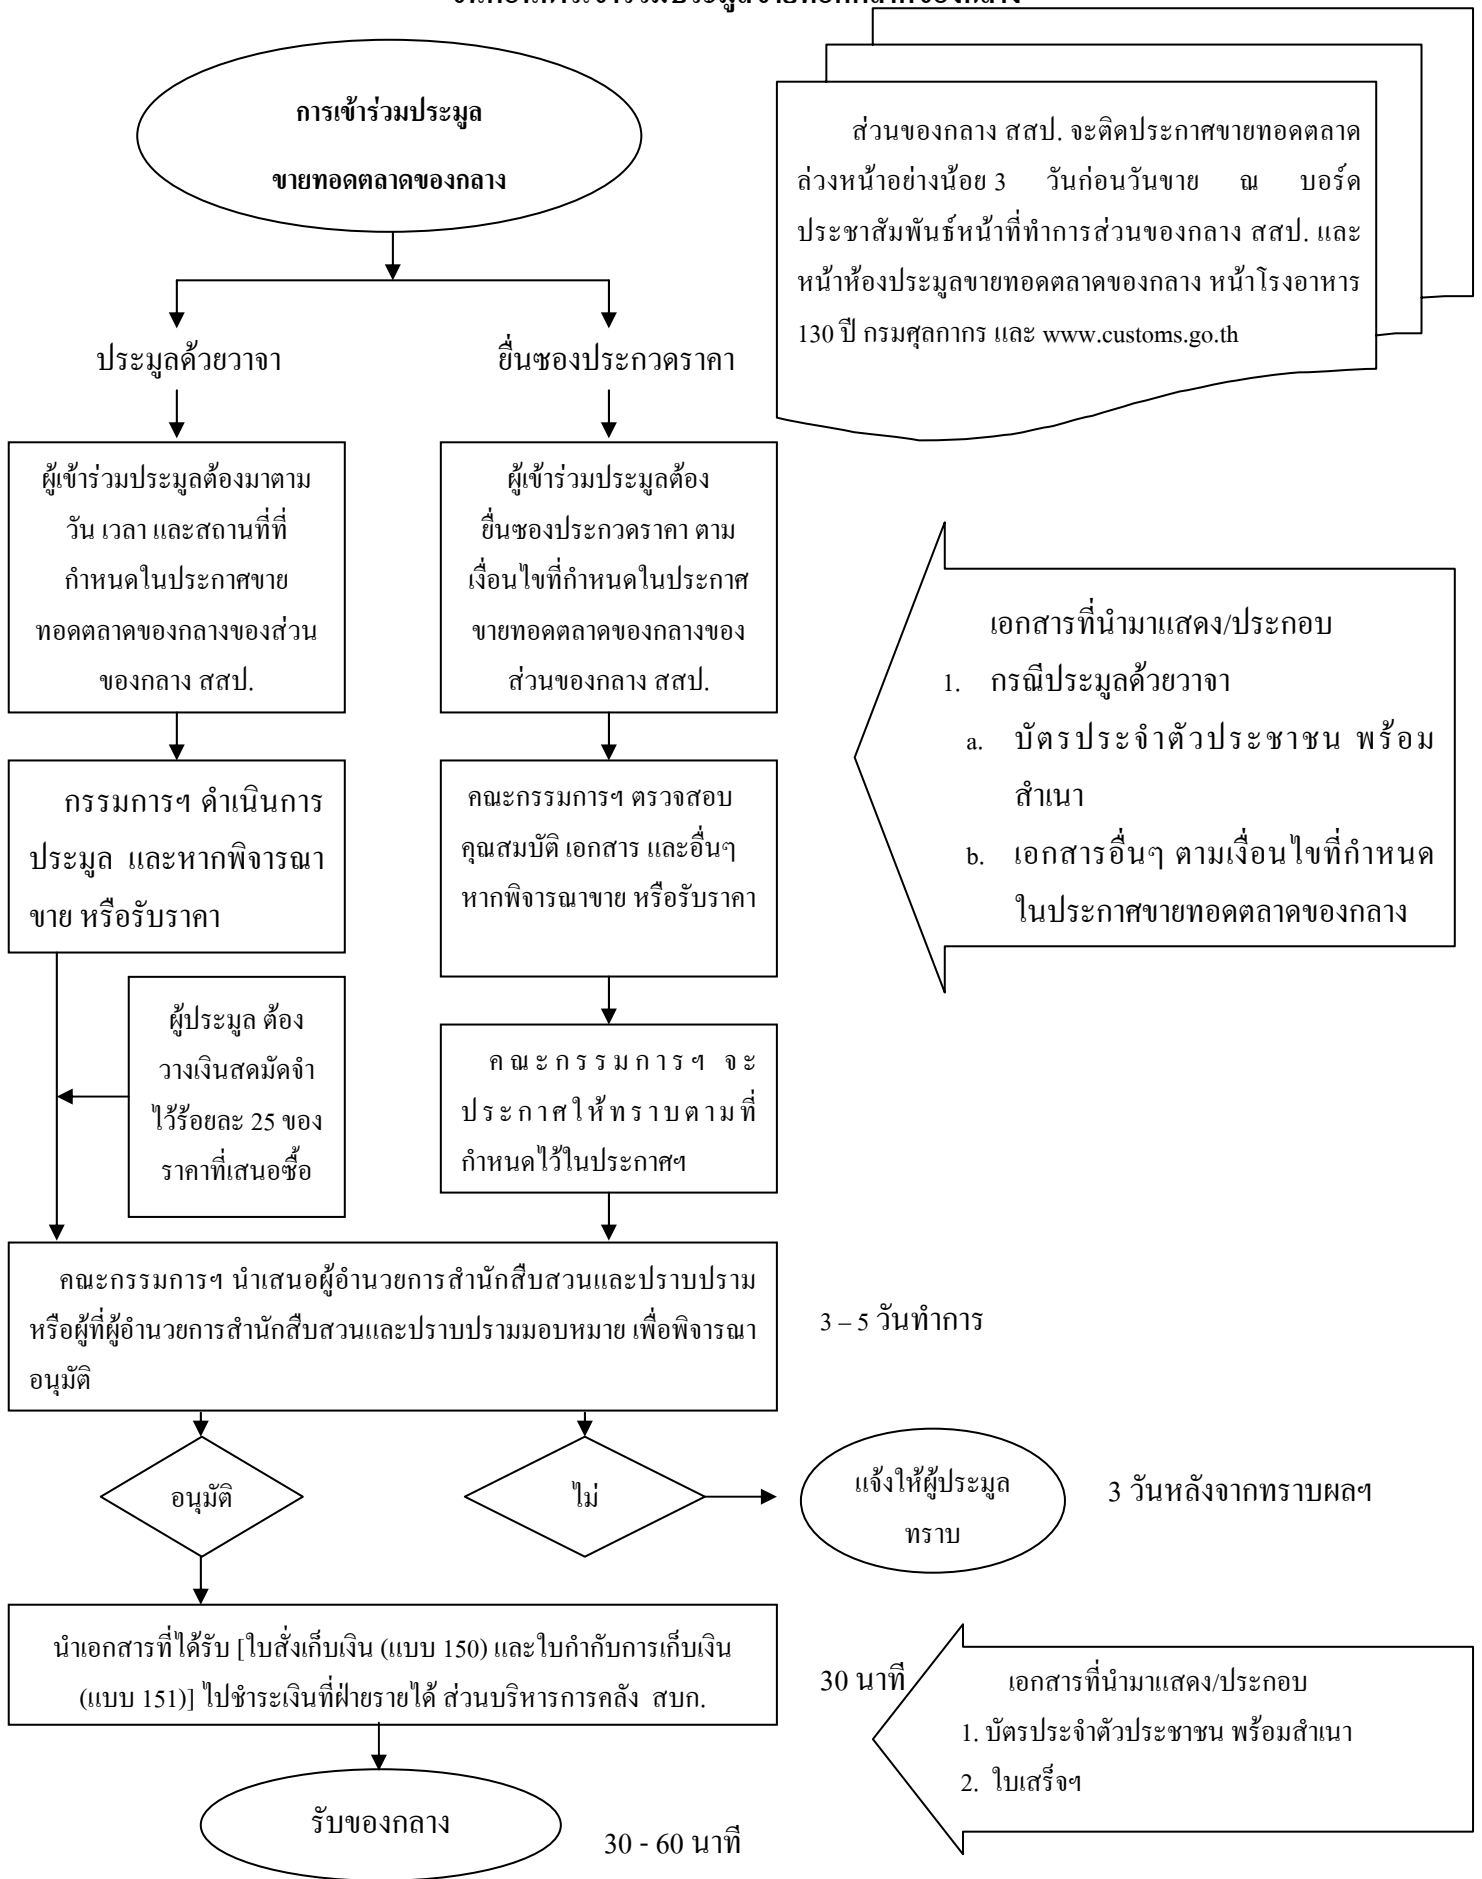 การเข้าร่วมประมูล
ขายทอดตลาดของกลาง
ส่วนของกลาง สสป. จะติดประกาศขายทอดตลาด
ล่วงหน้าอย่างน้อย 3 วันก่อนวันขาย ณ บอร์ด
ประชาสัมพันธ์หน้าที่ทำการส่วนของกลาง สสป. และ
หน้าห้องประมูลขายทอดตลาดของกลาง หน้าโรงอาหาร
130 ปี กรมศุลกากร และ www.customs.go.th
ประมูลด้วยวาจา
ยื่นซองประกวดราคา
ผู้เข้าร่วมประมูลต้องมาตาม
วัน เวลา และสถานที่ที่
กำหนดในประกาศขาย
ทอดตลาดของกลางของส่วน
ของกลาง สสป.
ผู้เข้าร่วมประมูลต้อง
ยื่นซองประกวดราคา ตาม
เงื่อนไขที่กำหนดในประกาศ
ขายทอดตลาดของกลางของ
ส่วนของกลาง สสป.
เอกสารที่นำมาแสดง/ประกอบ
1. กรณีประมูลด้วยวาจา
a. บัตรประจำตัวประชาชน พร้อม
สำเนา
b. เอกสารอื่นๆ ตามเงื่อนไขที่กำหนด
ในประกาศขายทอดตลาดของกลาง
กรรมการฯ ดำเนินการ
ประมูล และหากพิจารณา
ขาย หรือรับราคา
คณะกรรมการฯ ตรวจสอบ
คุณสมบัติ เอกสาร และอื่นๆ
หากพิจารณาขาย หรือรับราคา
ผู้ประมูล ต้อง
วางเงินสดมัดจำ
ไว้ร้อยละ 25 ของ
ราคาที่เสนอซื้อ
คณะกรรมการฯ จะ
ประกาศให้ทราบตามที่
กำหนดไว้ในประกาศฯ
คณะกรรมการฯ นำเสนอผู้อำนวยการสำนักสืบสวนและปราบปราม
หรือผู้ที่ผู้อำนวยการสำนักสืบสวนและปราบปรามมอบหมาย เพื่อพิจารณา
อนุมัติ
3 – 5 วันทำการ
อนุมัติ
ไม่
แจ้งให้ผู้ประมูล
ทราบ
3 วันหลังจากทราบผลฯ
นำเอกสารที่ได้รับ [ใบสั่งเก็บเงิน (แบบ 150) และใบกำกับการเก็บเงิน
(แบบ 151)] ไปชำระเงินที่ฝ่ายรายได้ ส่วนบริหารการคลัง สบก.
30 นาที
เอกสารที่นำมาแสดง/ประกอบ
1. บัตรประจำตัวประชาชน พร้อมสำเนา
2. ใบเสร็จฯ
รับของกลาง
30 - 60 นาที